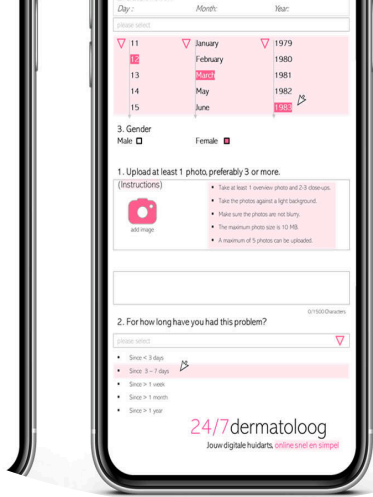 Day : Month: Year:
please select
11 January 1979
12 February 1980
13 March 1981
14 May 1982
15 June 1983
3. Gender
Male Female
1. Upload at least 1 photo, preferably 3 or more.
(Instructions)
• Take at least 1 overview photo and 2-3 close-ups.
• Take the photos against a light background.
• Make sure the photos are not blurry.
• The maximum photo size is 10 MB.
• A maximum of 5 photos can be uploaded.
add image
0/1500 Characters
2. For how long have you had this problem?
please select
• Since < 3 days
• Since 3 – 7 days
• Since > 1 week
• Since > 1 month
• Since > 1 year
24/7dermatoloog
Jouw digitale huidarts, online snel en simpel